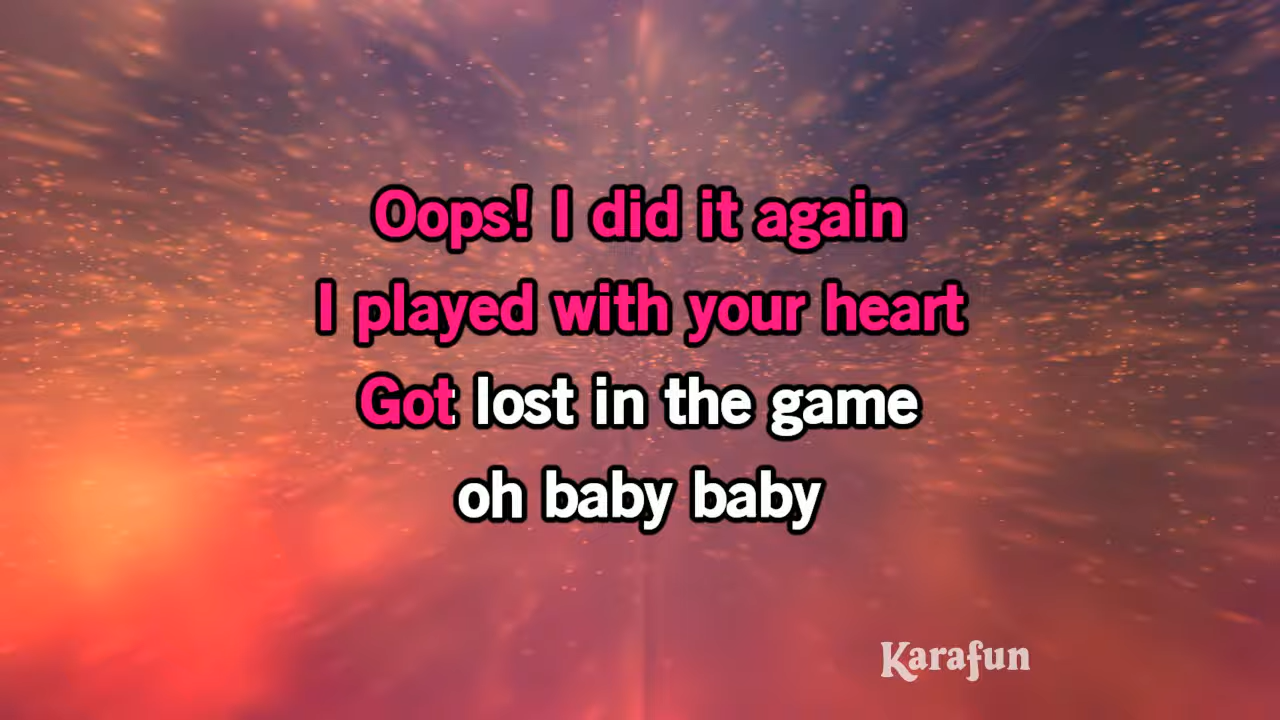 Oops! I did it again
I played with your heart
Got lost in the game
oh baby baby
Karafun